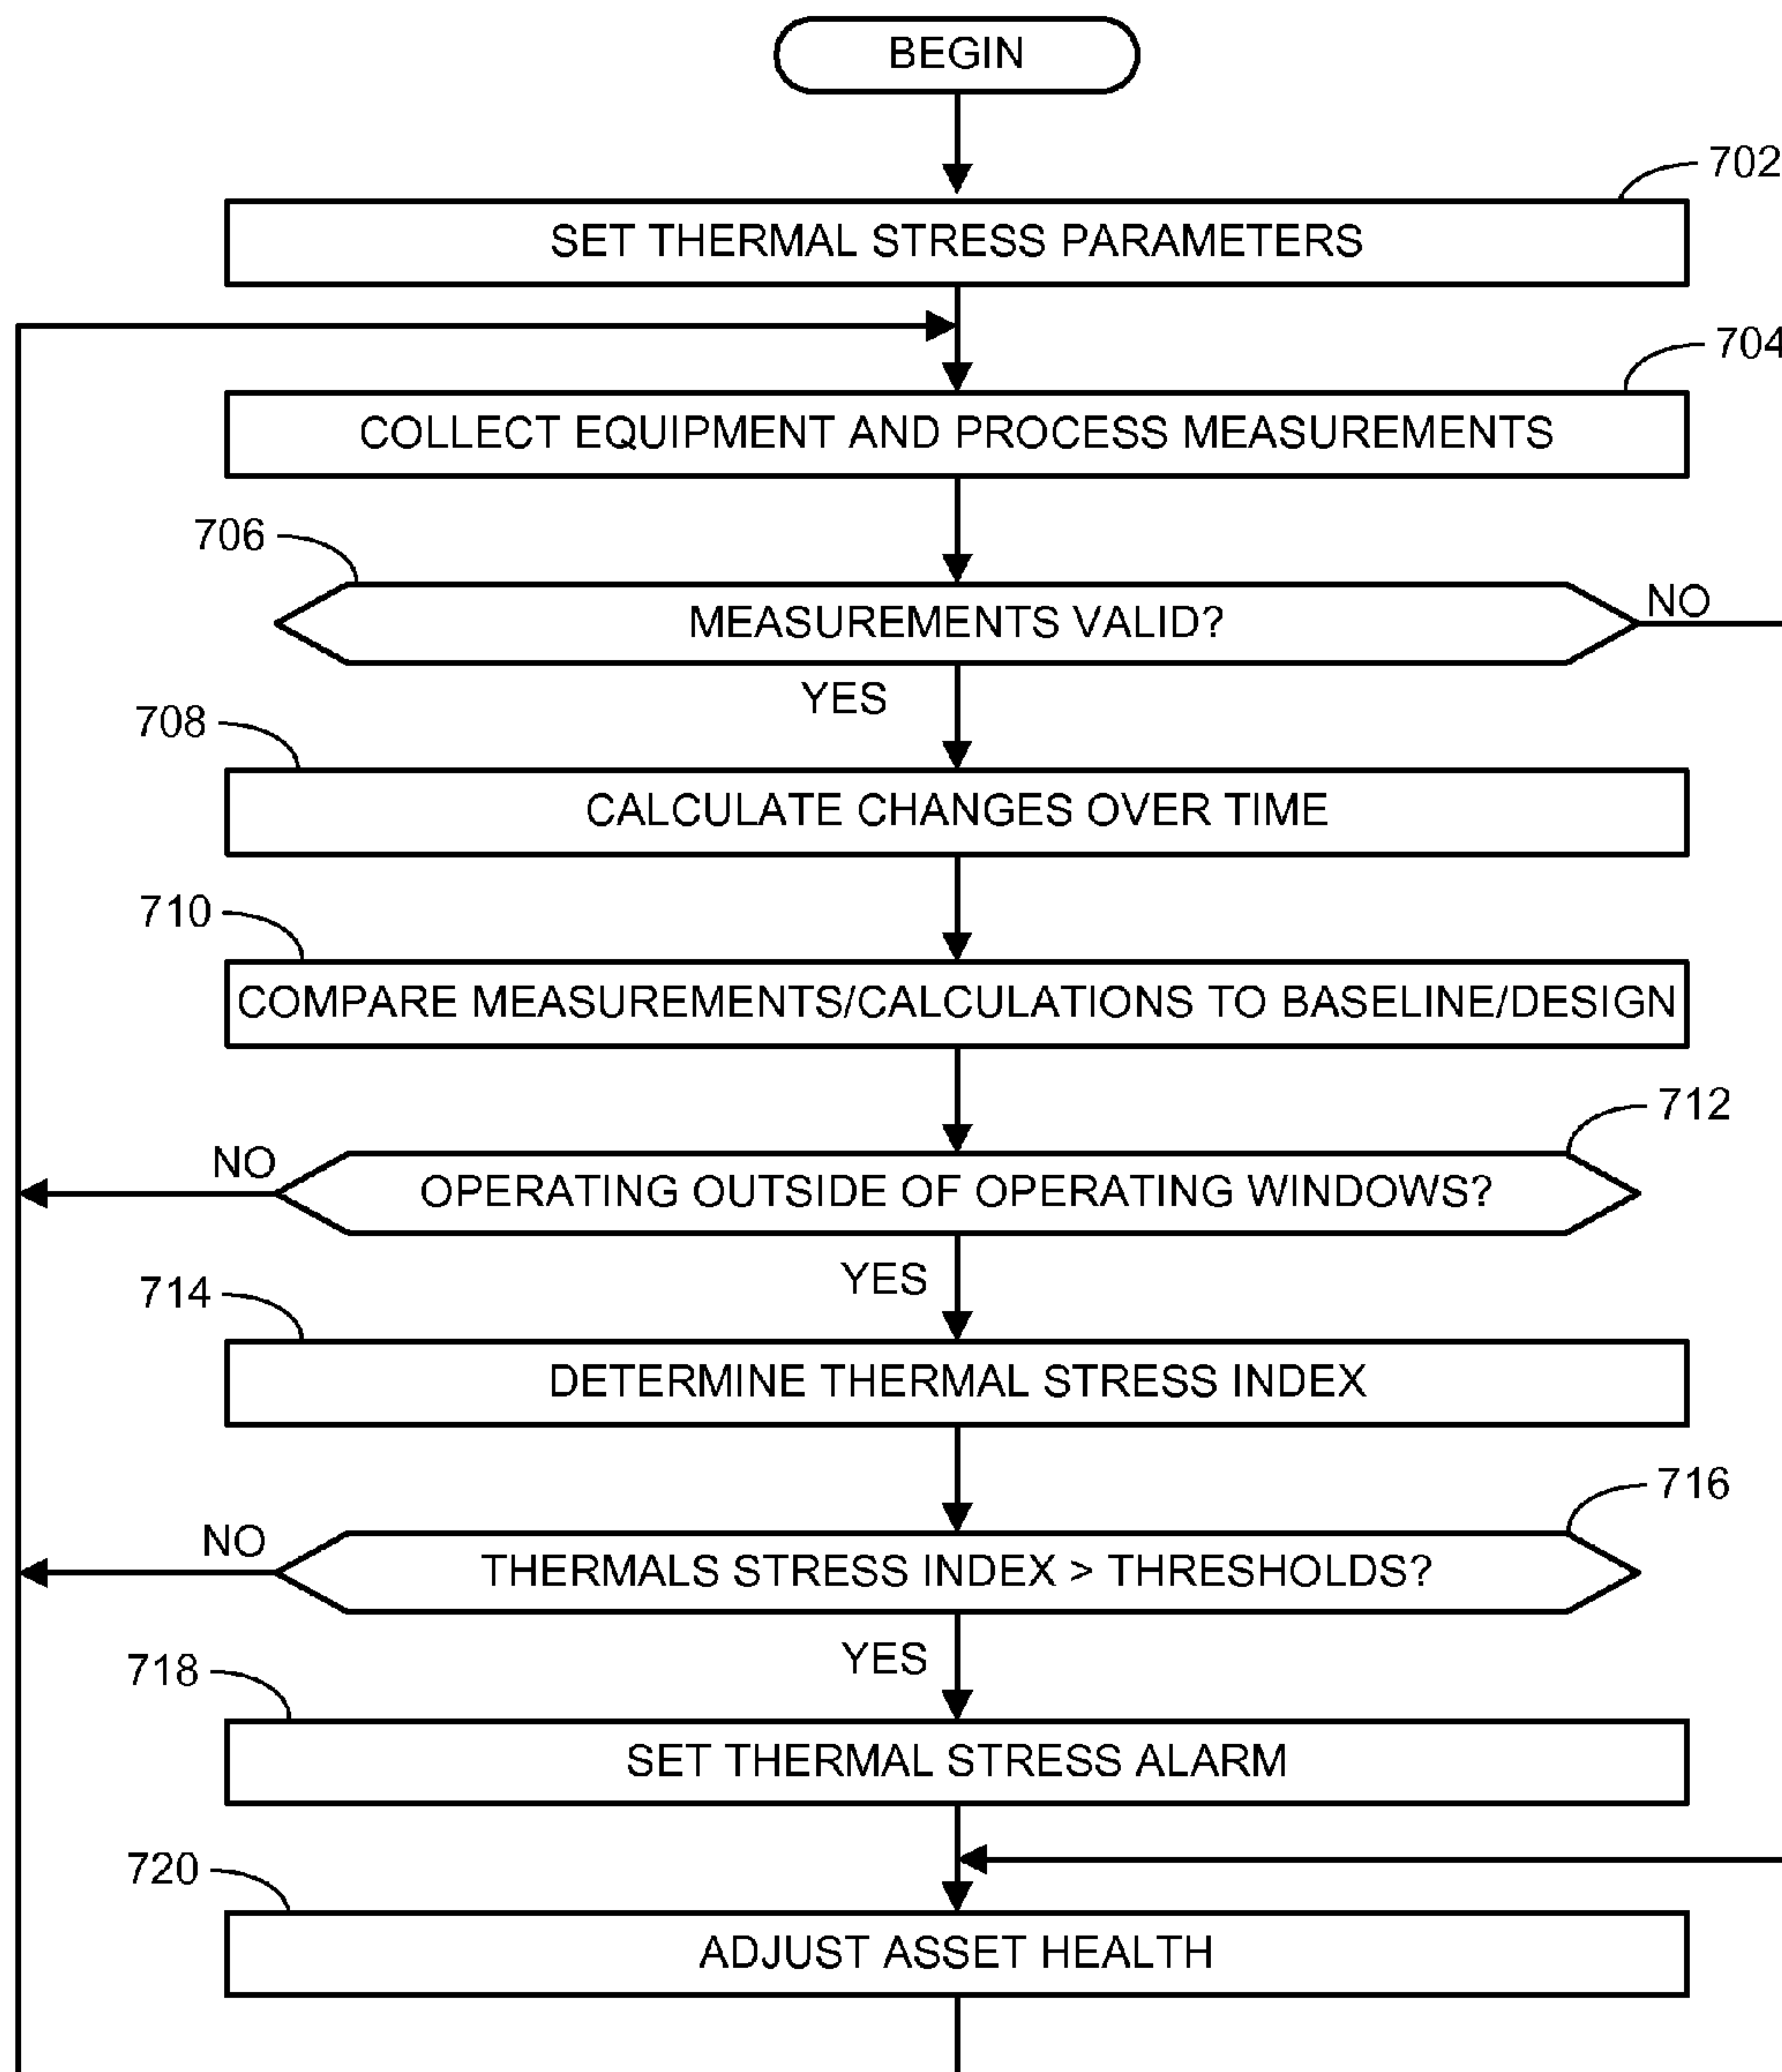 BEGIN
702
SET THERMAL STRESS PARAMETERS
704
COLLECT EQUIPMENT AND PROCESS MEASUREMENTS
706
MEASUREMENTS VALID?
NO
YES
708
CALCULATE CHANGES OVER TIME
710
COMPARE MEASUREMENTS/CALCULATIONS TO BASELINE/DESIGN
712
NO
OPERATING OUTSIDE OF OPERATING WINDOWS?
YES
714
DETERMINE THERMAL STRESS INDEX
716
NO
THERMALS STRESS INDEX > THRESHOLDS?
YES
718
SET THERMAL STRESS ALARM
720
ADJUST ASSET HEALTH